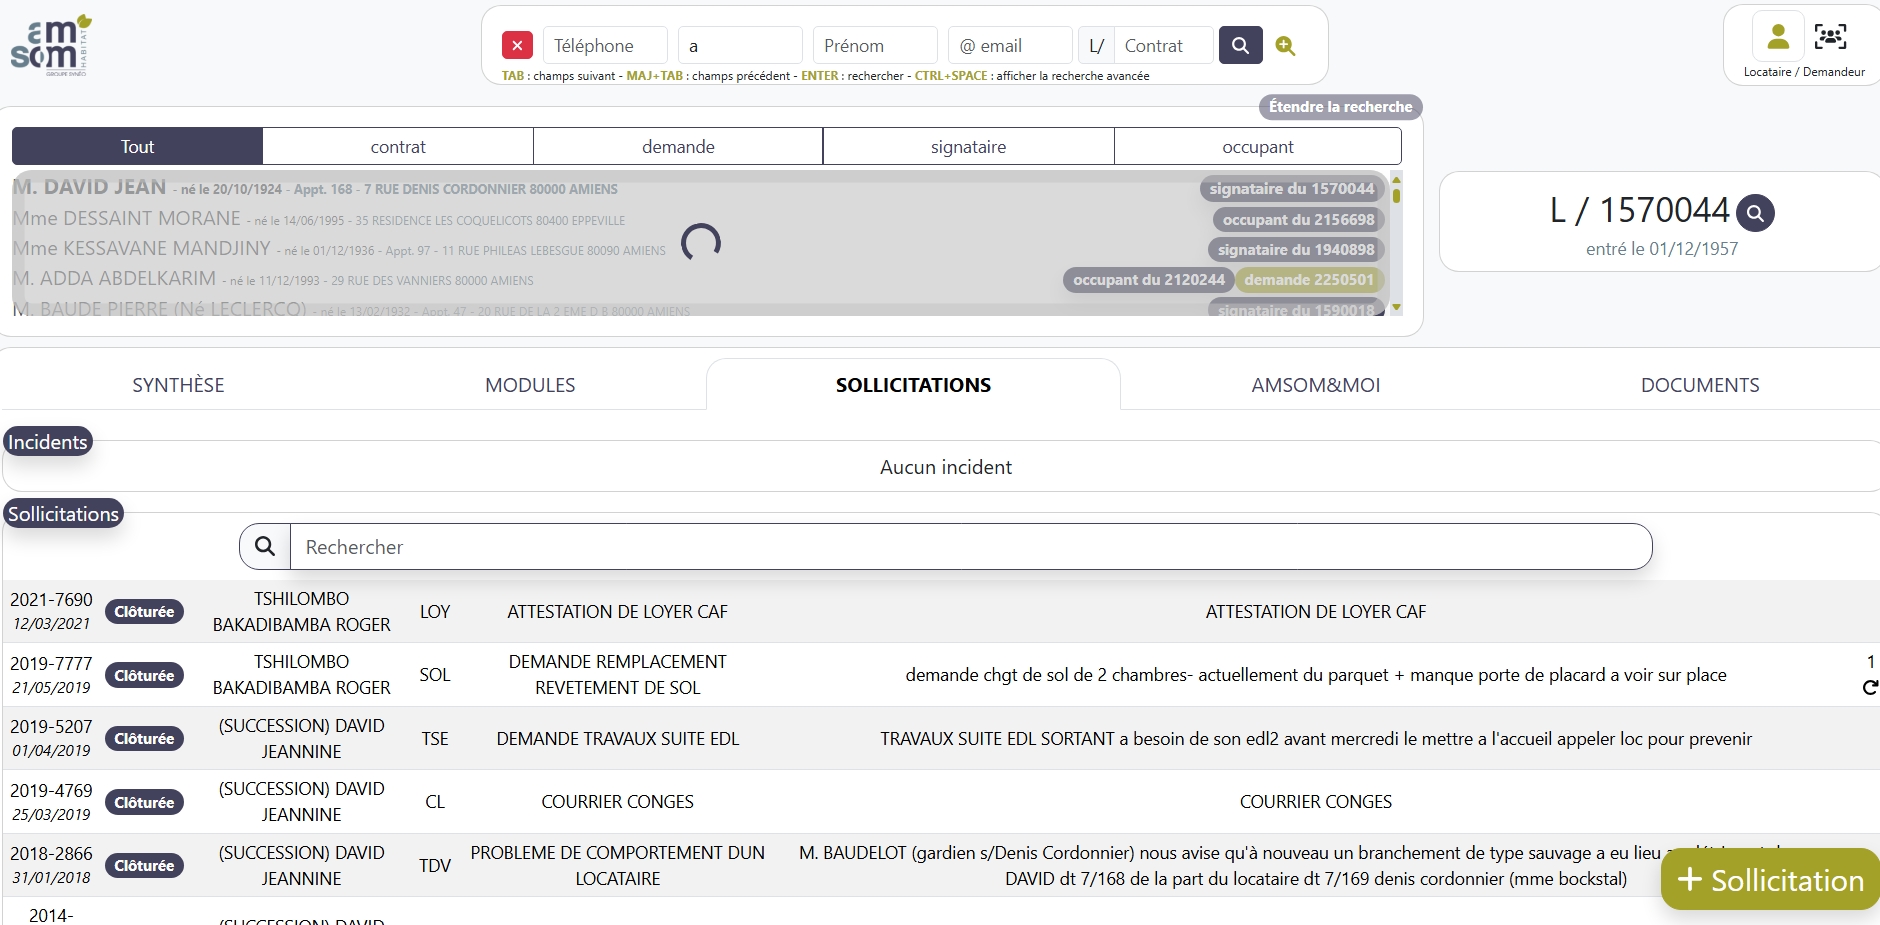 amsom
HABITAT
GROUPE SYNÉO
Téléphone
a
Prénom
@ email
L/
Contrat
TAB : champs suivant - MAJ+TAB : champs précédent - ENTER : rechercher - CTRL+SPACE : afficher la recherche avancée
Locataire / Demandeur
Étendre la recherche
Tout
contrat
demande
signataire
occupant
M. DAVID JEAN - né le 20/10/1924 - Appt. 168 - 7 RUE DENIS CORDONNIER 80000 AMIENS
signataire du 1570044
Mme DESSAINT MORANE - né le 14/06/1995 - 35 RESIDENCE LES COQUELICOTS 80400 EPPEVILLE
occupant du 2156698
Mme KESSAVANE MANDJINY - né le 01/12/1936 - Appt. 97 - 11 RUE PHILEAS LEBESGUE 80090 AMIENS
signataire du 1940898
M. ADDA ABDELKARIM - né le 11/12/1993 - 29 RUE DES VANNIERS 80000 AMIENS
occupant du 2120244
demande 2250501
M. BAUDE PIERRE (Né LECLERCQ) - né le 13/02/1932 - Appt. 47 - 20 RUE DE LA 2 EME D B 80000 AMIENS
signataire du 1590018
L / 1570044
entré le 01/12/1957
SYNTHÈSE
MODULES
SOLLICITATIONS
AMSOM&MOI
DOCUMENTS
Incidents
Aucun incident
Sollicitations
Rechercher
2021-7690
12/03/2021
Clôturée
TSHILOMBO
BAKADIBAMBA ROGER
LOY
ATTESTATION DE LOYER CAF
ATTESTATION DE LOYER CAF
2019-7777
21/05/2019
Clôturée
TSHILOMBO
BAKADIBAMBA ROGER
SOL
DEMANDE REMPLACEMENT
REVETEMENT DE SOL
demande chgt de sol de 2 chambres- actuellement du parquet + manque porte de placard a voir sur place
1
2019-5207
01/04/2019
Clôturée
(SUCCESSION) DAVID
JEANNINE
TSE
DEMANDE TRAVAUX SUITE EDL
TRAVAUX SUITE EDL SORTANT a besoin de son edl2 avant mercredi le mettre a l'accueil appeler loc pour prevenir
2019-4769
25/03/2019
Clôturée
(SUCCESSION) DAVID
JEANNINE
CL
COURRIER CONGES
COURRIER CONGES
2018-2866
31/01/2018
Clôturée
(SUCCESSION) DAVID
JEANNINE
TDV
PROBLEME DE COMPORTEMENT DUN
LOCATAIRE
M. BAUDELOT (gardien s/Denis Cordonnier) nous avise qu'à nouveau un branchement de type sauvage a eu lieu
DAVID dt 7/168 de la part du locataire dt 7/169 denis cordonnier (mme bockstal)
+ Sollicitation
2014-
(SUCCESSION) DAVID